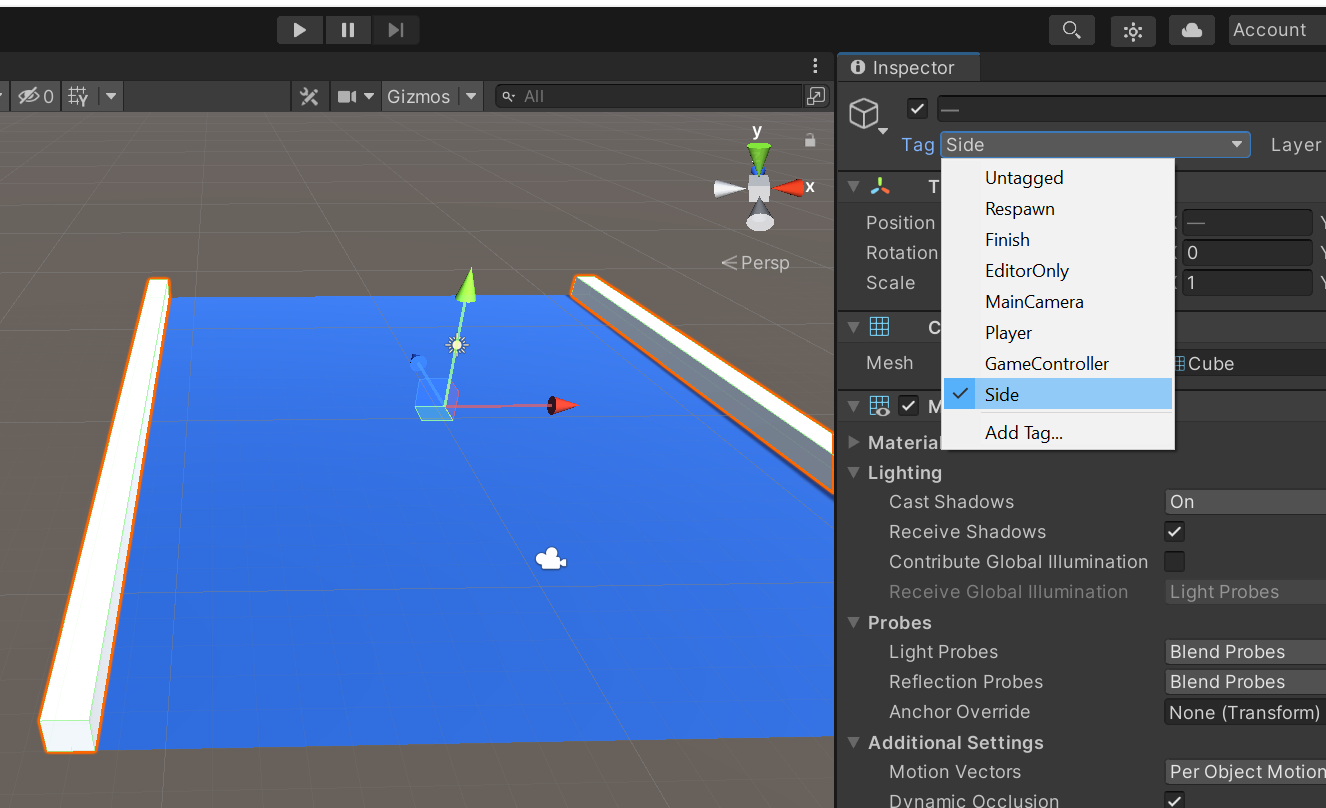 Account
0
Gizmos
All
Inspector
—
Tag Side
Layer
Untagged
Respawn
Finish
EditorOnly
MainCamera
Player
GameController
Side
Add Tag...
y
x
Persp
T
Position — Y
Rotation 0 Y
Scale 1 Y
C
Mesh Cube
M
Material
Lighting
Cast Shadows On
Receive Shadows
Contribute Global Illumination
Receive Global Illumination Light Probes
Probes
Light Probes Blend Probes
Reflection Probes Blend Probes
Anchor Override None (Transform)
Additional Settings
Motion Vectors Per Object Motion
Dynamic Occlusion